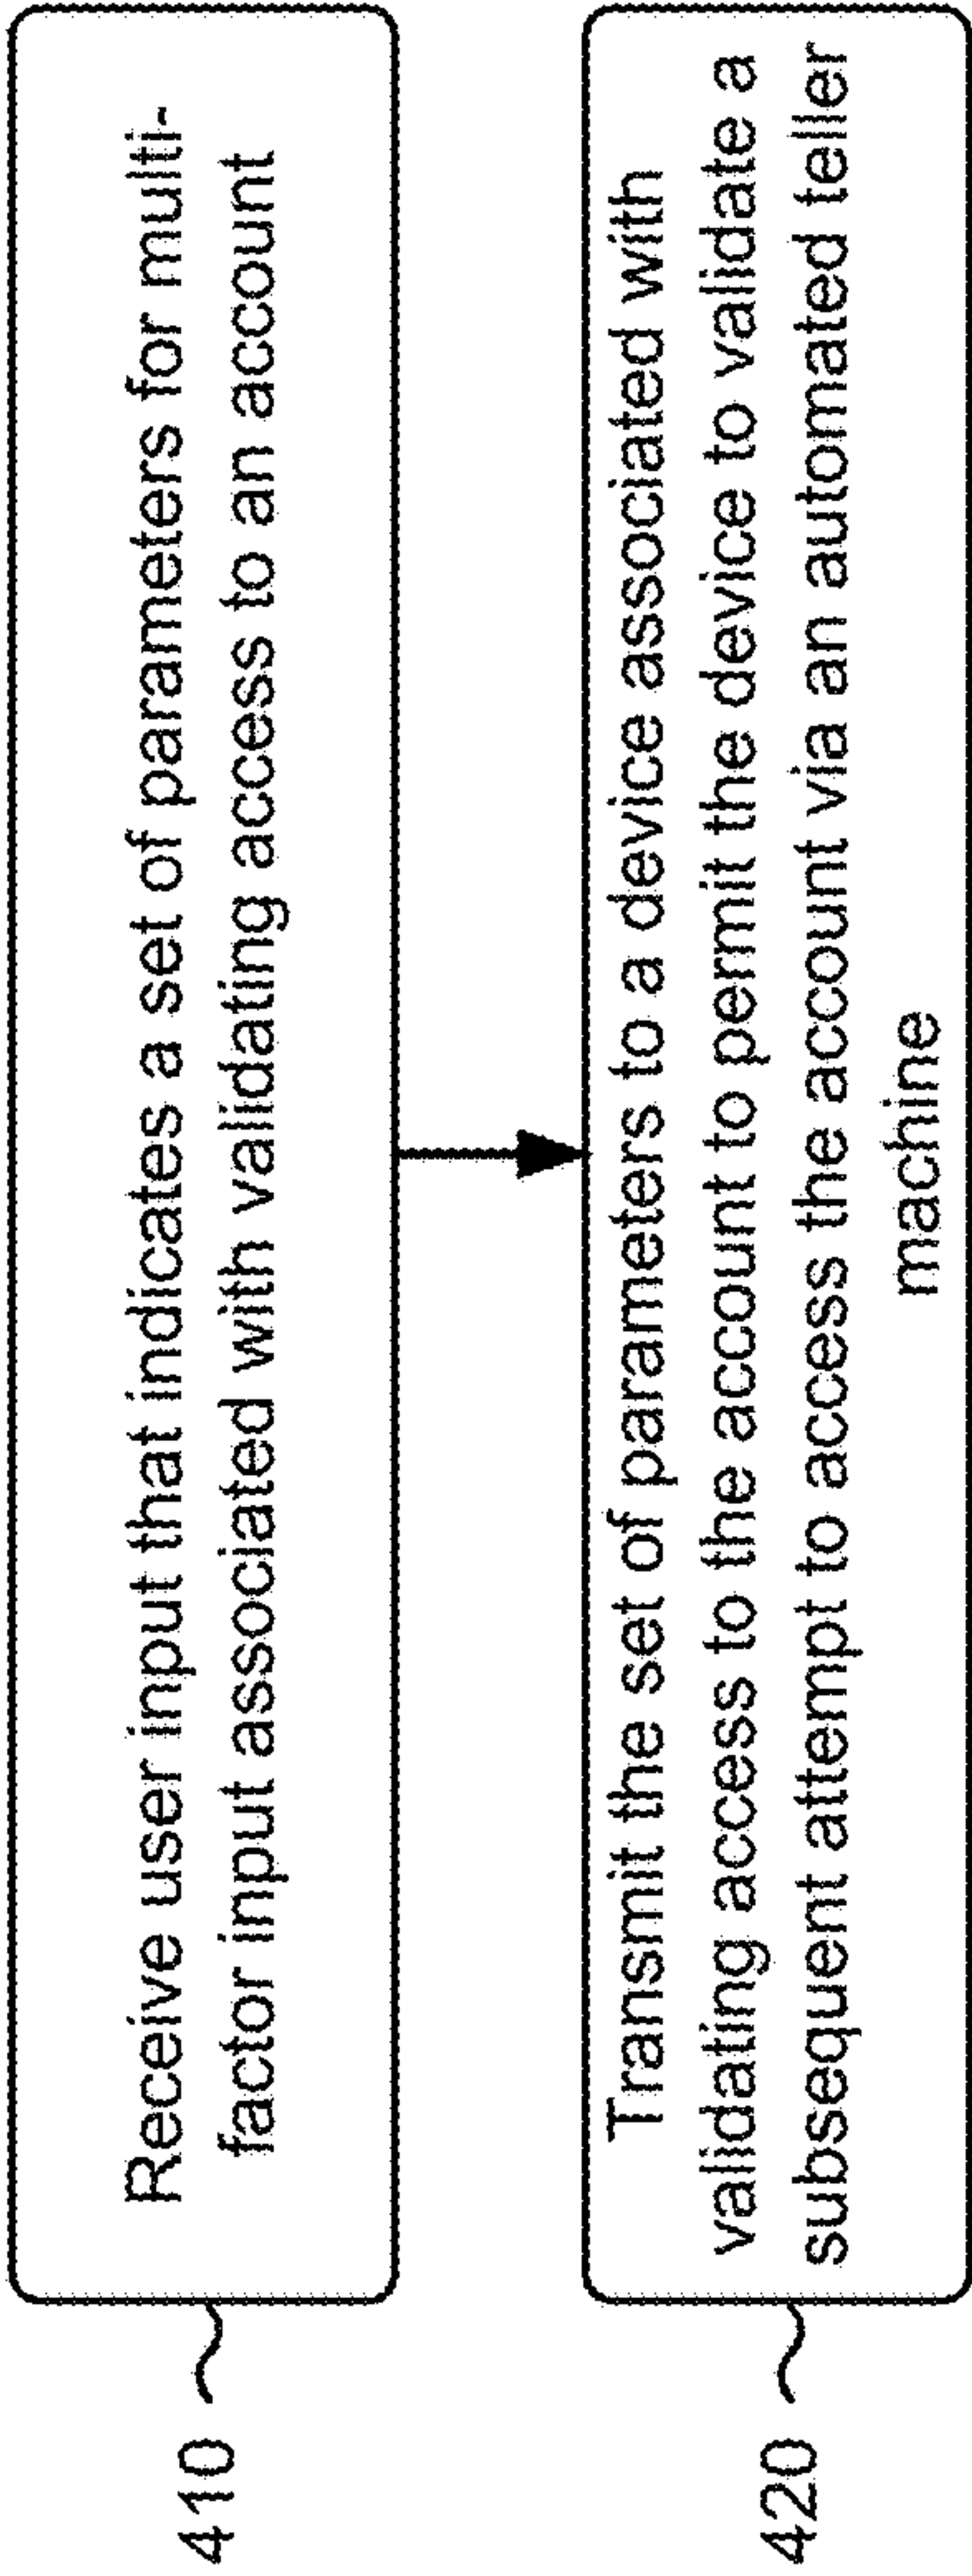 410
Receive user input that indicates a set of parameters for multi-
factor input associated with validating access to an account
420
Transmit the set of parameters to a device associated with
validating access to the account to permit the device to validate a
subsequent attempt to access the account via an automated teller
machine